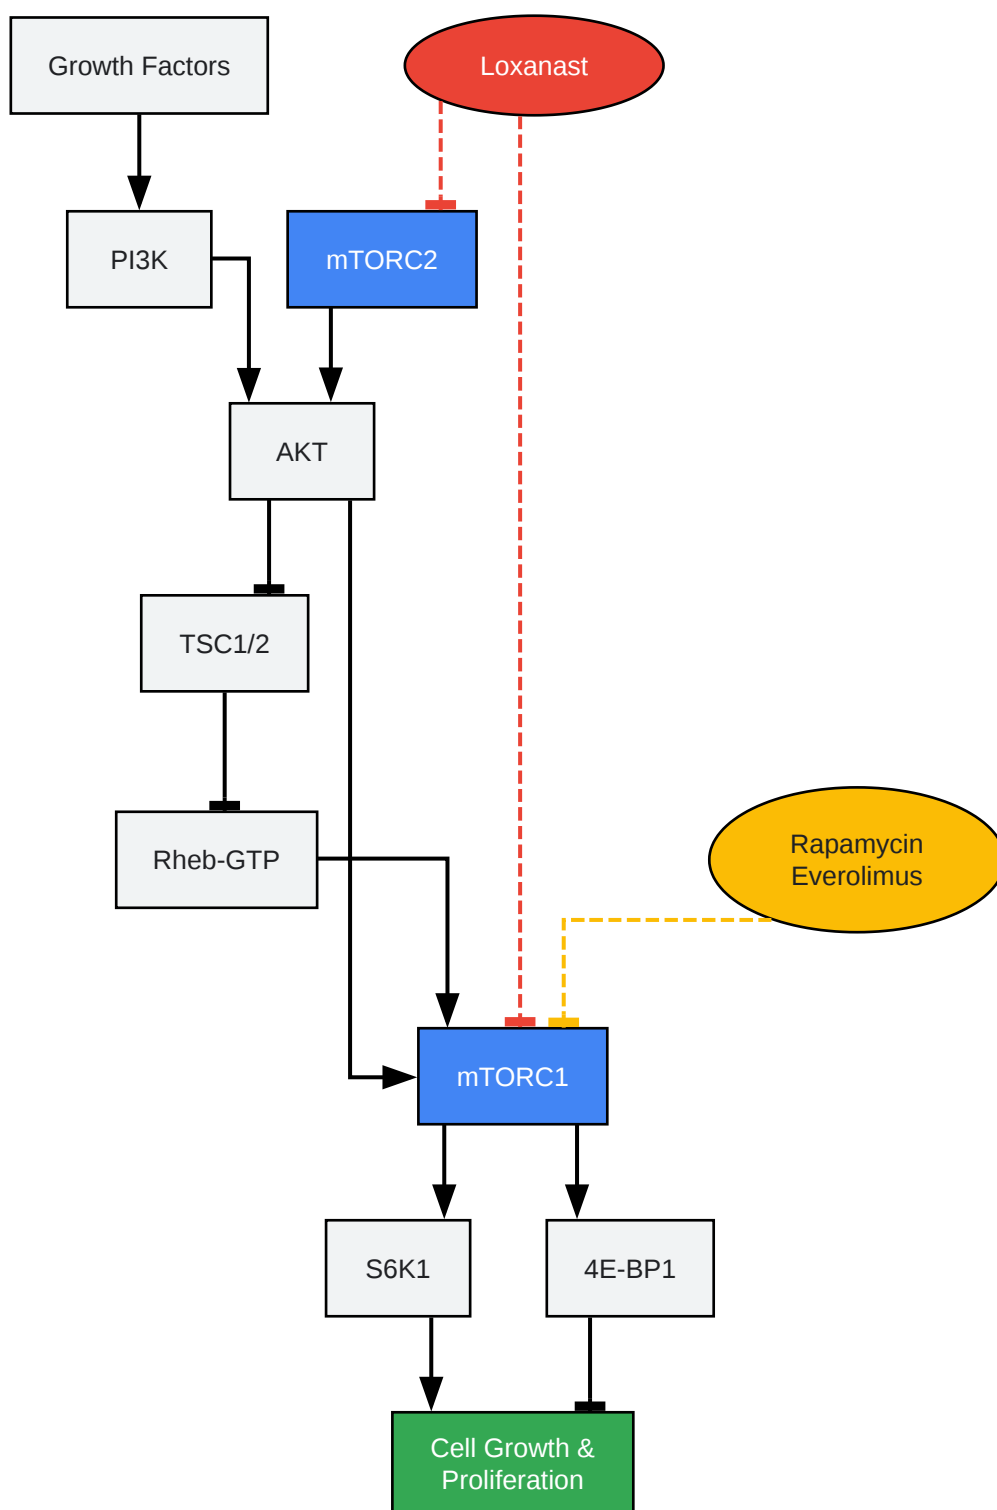 Growth Factors
Loxanast
PI3K
mTORC2
AKT
TSC1/2
Rheb-GTP
Rapamycin
Everolimus
mTORC1
S6K1
4E-BP1
Cell Growth &
Proliferation